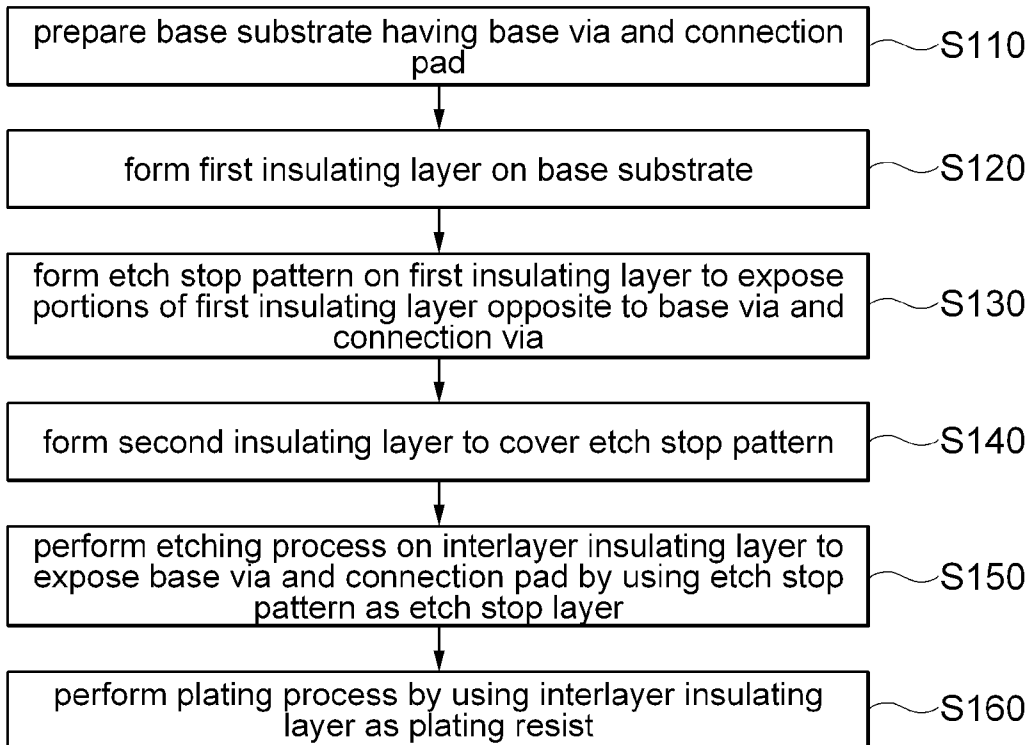 prepare base substrate having base via and connection
pad
S110
form first insulating layer on base substrate
S120
form etch stop pattern on first insulating layer to expose
portions of first insulating layer opposite to base via and
connection via
S130
form second insulating layer to cover etch stop pattern
S140
perform etching process on interlayer insulating layer to
expose base via and connection pad by using etch stop
pattern as etch stop layer
S150
perform plating process by using interlayer insulating
layer as plating resist
S160